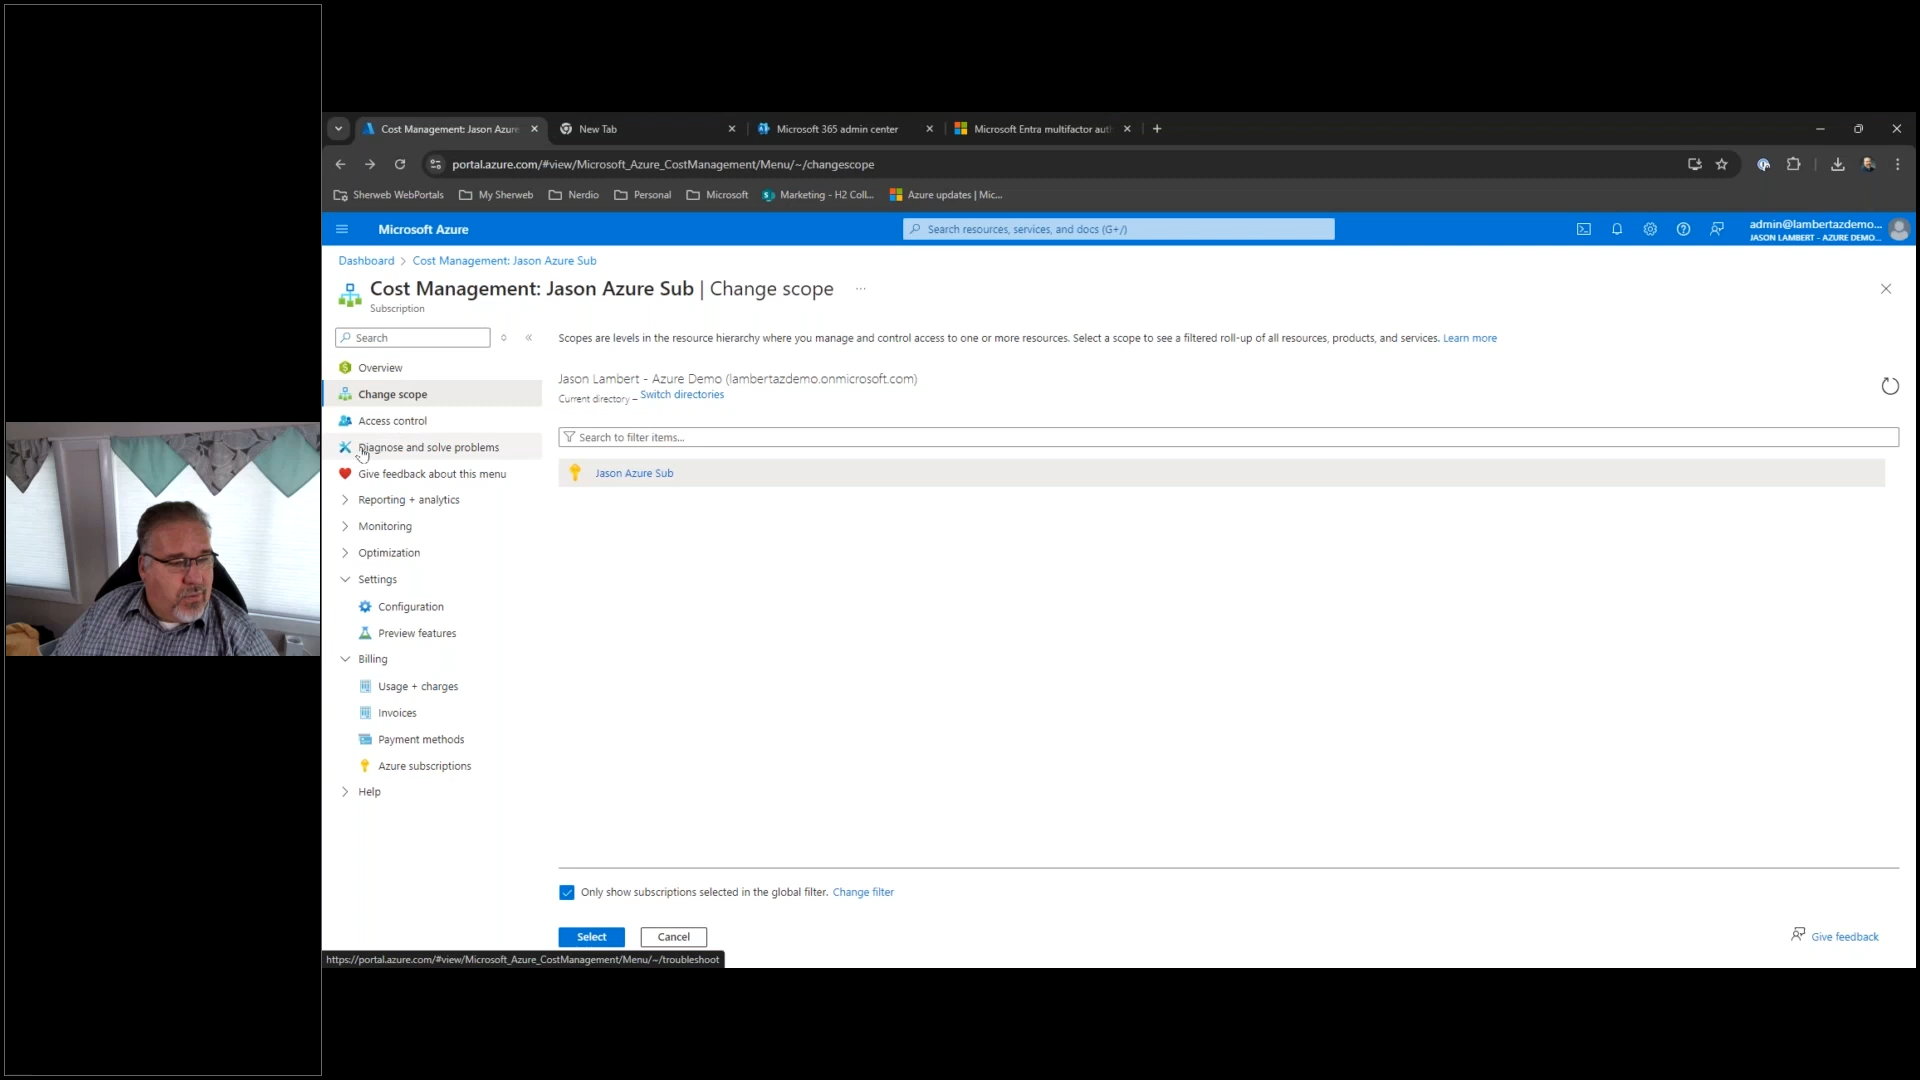 Cost Management: Jason Azure
New Tab
Microsoft 365 admin center
Microsoft Entra multifactor aut
portal.azure.com/#view/Microsoft_Azure_CostManagement/Menu/~/changescope
Sherweb WebPortals
My Sherweb
Nerdio
Personal
Microsoft
Marketing - H2 Coll...
Azure updates | Mic...
Microsoft Azure
Search resources, services, and docs (G+/)
admin@lambertazdemo...
JASON LAMBERT - AZURE DEMO...
Dashboard > Cost Management: Jason Azure Sub
Cost Management: Jason Azure Sub | Change scope ...
Subscription
Search
Overview
Change scope
Access control
Diagnose and solve problems
Give feedback about this menu
Reporting + analytics
Monitoring
Optimization
Settings
Configuration
Preview features
Billing
Usage + charges
Invoices
Payment methods
Azure subscriptions
Help
Scopes are levels in the resource hierarchy where you manage and control access to one or more resources. Select a scope to see a filtered roll-up of all resources, products, and services. Learn more
Jason Lambert - Azure Demo (lambertazdemo.onmicrosoft.com)
Current directory – Switch directories
Search to filter items...
Jason Azure Sub
Only show subscriptions selected in the global filter. Change filter
Select
Cancel
Give feedback
https://portal.azure.com/#view/Microsoft_Azure_CostManagement/Menu/~/troubleshoot